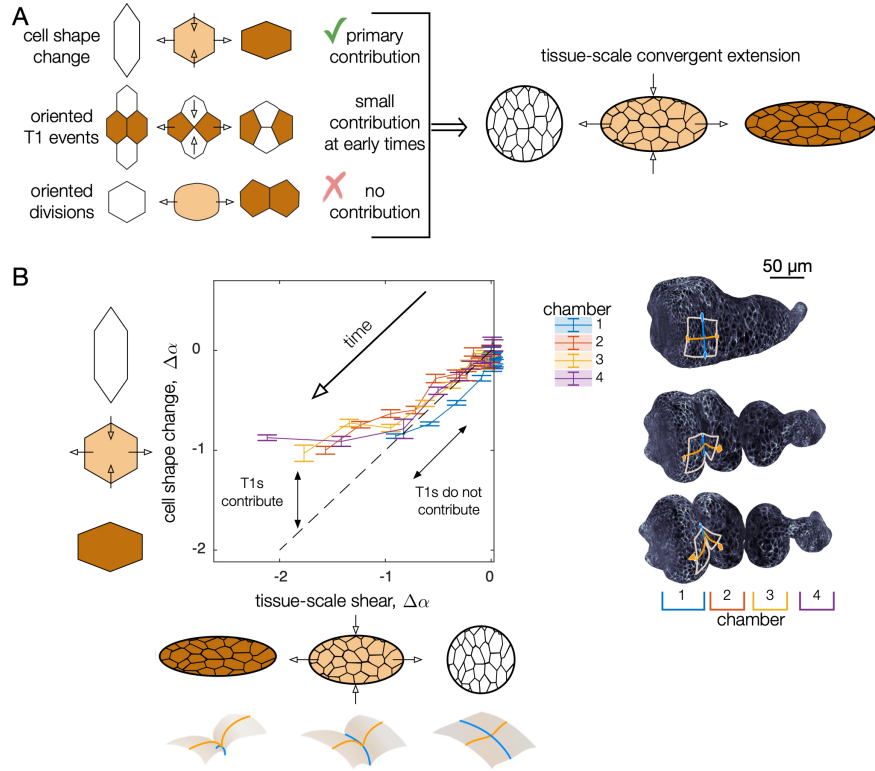 A
cell shape
change
primary
contribution
oriented
T1 events
small
contribution
at early times
oriented
divisions
no
contribution
tissue-scale convergent extension
B
cell shape change, Δα
0
-1
-2
time
T1s
contribute
T1s do not
contribute
-2
-1
0
tissue-scale shear, Δα
chamber
1
2
3
4
50 µm
1
2
3
4
chamber